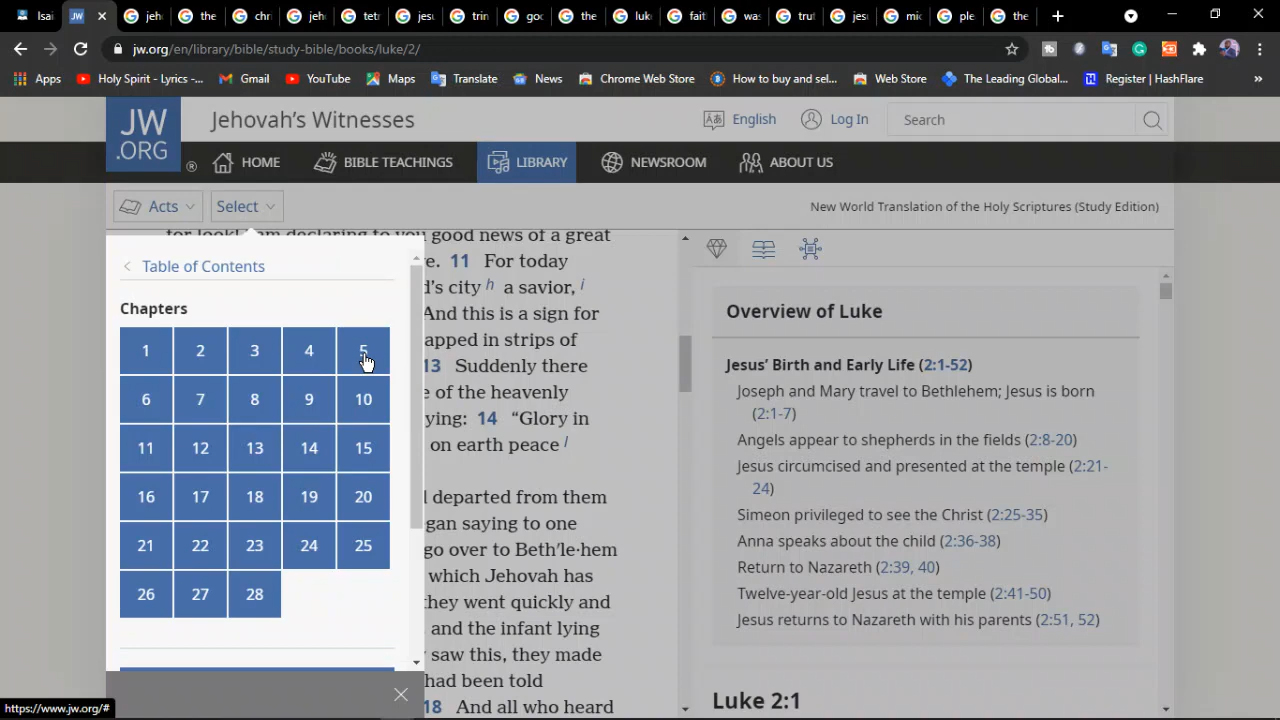 Isai
jeh
the
chr
jeh
tetr
jesu
trin
goo
the
luk
fait
was
trut
jesu
mic
ple
the
jw.org/en/library/bible/study-bible/books/luke/2/
Apps
Holy Spirit - Lyrics -...
Gmail
YouTube
Maps
Translate
News
Chrome Web Store
How to buy and sel...
Web Store
The Leading Global...
Register | HashFlare
»
JW
.ORG
®
Jehovah's Witnesses
English
Log In
Search
HOME
BIBLE TEACHINGS
LIBRARY
NEWSROOM
ABOUT US
Acts
Select
New World Translation of the Holy Scriptures (Study Edition)
Table of Contents
Chapters
1 2 3 4 5
6 7 8 9 10
11 12 13 14 15
16 17 18 19 20
21 22 23 24 25
26 27 28
for look! I am declaring to you good news of a great
re. 11 For today
d's city h a savior, i
And this is a sign for
apped in strips of
13 Suddenly there
e of the heavenly
ying: 14 “Glory in
on earth peace l
l departed from them
gan saying to one
go over to Beth′le·hem
which Jehovah has
they went quickly and
and the infant lying
saw this, they made
had been told
18 And all who heard
Overview of Luke
Jesus' Birth and Early Life (2:1-52)
Joseph and Mary travel to Bethlehem; Jesus is born
(2:1-7)
Angels appear to shepherds in the fields (2:8-20)
Jesus circumcised and presented at the temple (2:21-
24)
Simeon privileged to see the Christ (2:25-35)
Anna speaks about the child (2:36-38)
Return to Nazareth (2:39, 40)
Twelve-year-old Jesus at the temple (2:41-50)
Jesus returns to Nazareth with his parents (2:51, 52)
Luke 2:1
https://www.jw.org/#